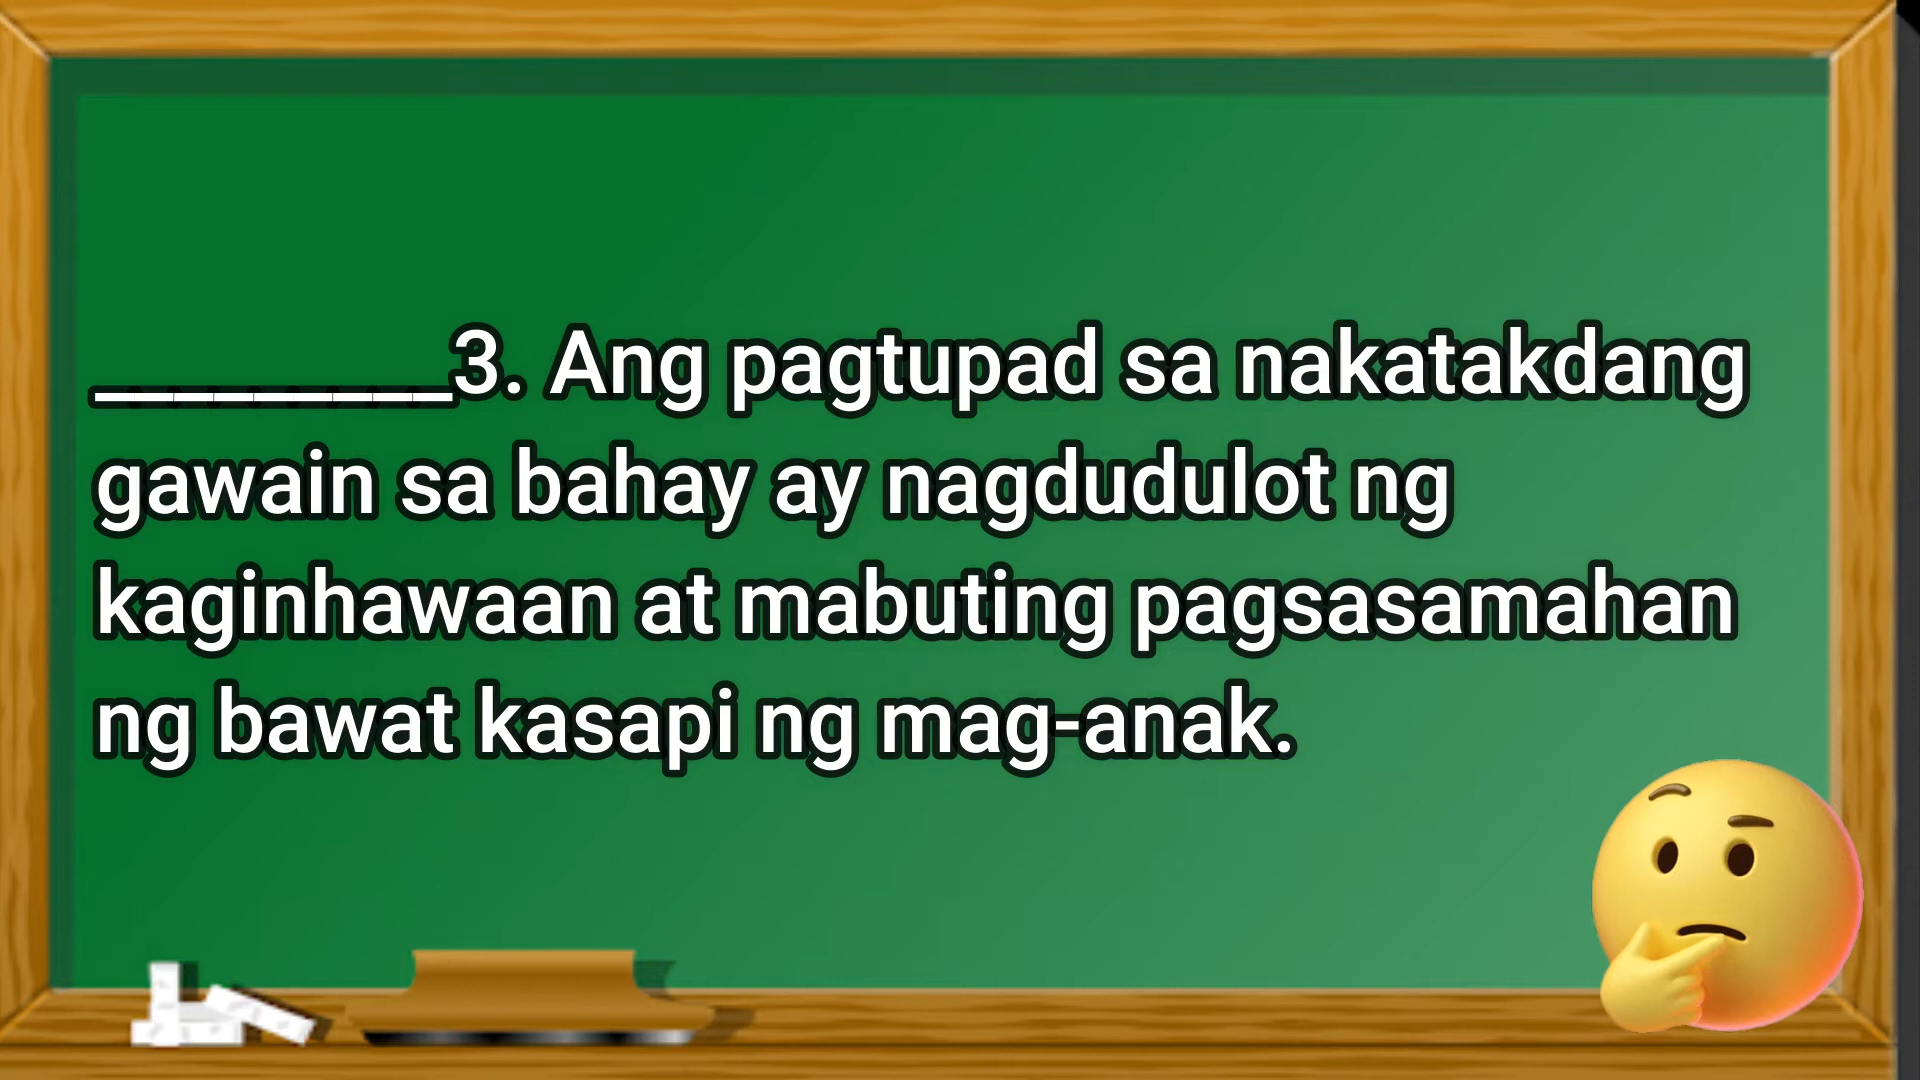 _________3. Ang pagtupad sa nakatakdang
gawain sa bahay ay nagdudulot ng
kaginhawaan at mabuting pagsasamahan
ng bawat kasapi ng mag-anak.